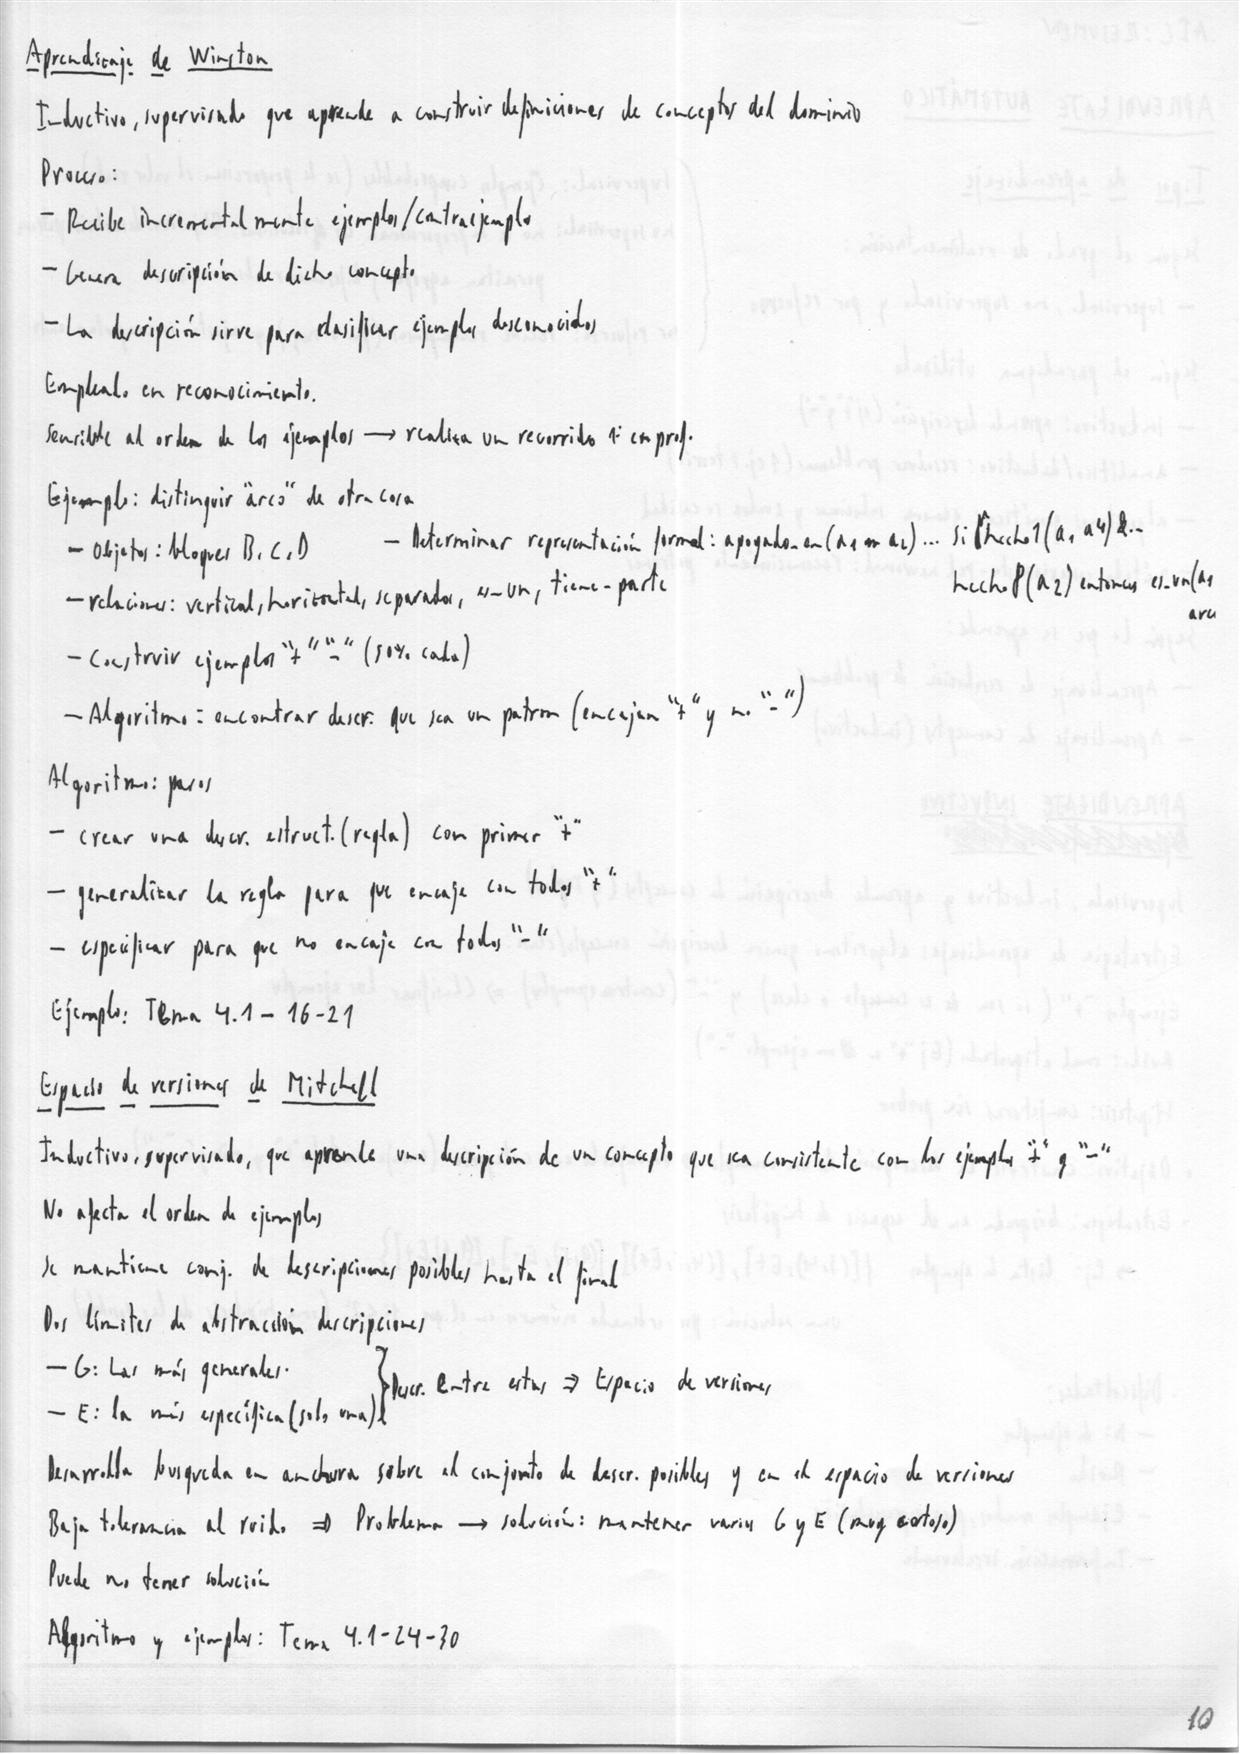 Aprendizaje de Winston
Inductivo, supervisado que aprende a construir definiciones de conceptos del dominio
Proceso:
- Recibe incrementalmente ejemplos/contraejemplo
- Genera descripción de dicho concepto
- La descripción sirve para clasificar ejemplos desconocidos
Empleado en reconocimiento.
Sensible al orden de los ejemplos → realiza un recorrido 1º en prof.
Ejemplo: distinguir "arco" de otra cosa
- Objetos: bloques B, C, D - Determinar representación formal: apoyado_en(a1 en a2)... Si hecho1(a1 a4) &...
hecho8(a2) entonces es_un(a1
arco
- relaciones: vertical, horizontal, separados, es-un, tiene-parte
- Construir ejemplos "+" "-" (50% cada)
- Algoritmo = encontrar descr. que sea un patron (encajan "+" y no "-")
Algoritmo: pasos
- crear una descr. estruct. (regla) con primer "+"
- generalizar la regla para que encaje con todos "+"
- especificar para que no encaje con todos "-"
Ejemplo: Tema 4.1 - 16-21
Espacio de versiones de Mitchell
Inductivo, supervisado, que aprende una descripción de un concepto que sea consistente con los ejemplos "+" y "-"
No afecta el orden de ejemplos
Se mantiene conj. de descripciones posibles hasta el final
Dos límites de abstracción descripciones
- G: Las más generales.
- E: la más específica (solo una) } Descr. Entre estas ⇒ Espacio de versiones
Desarrolla busqueda en anchura sobre el conjunto de descr. posibles y en el espacio de versiones
Baja tolerancia al ruido ⇒ Problema → solución: mantener varios G y E (muy costoso)
Puede no tener solución
Algoritmo y ejemplos: Tema 4.1-24-30
10